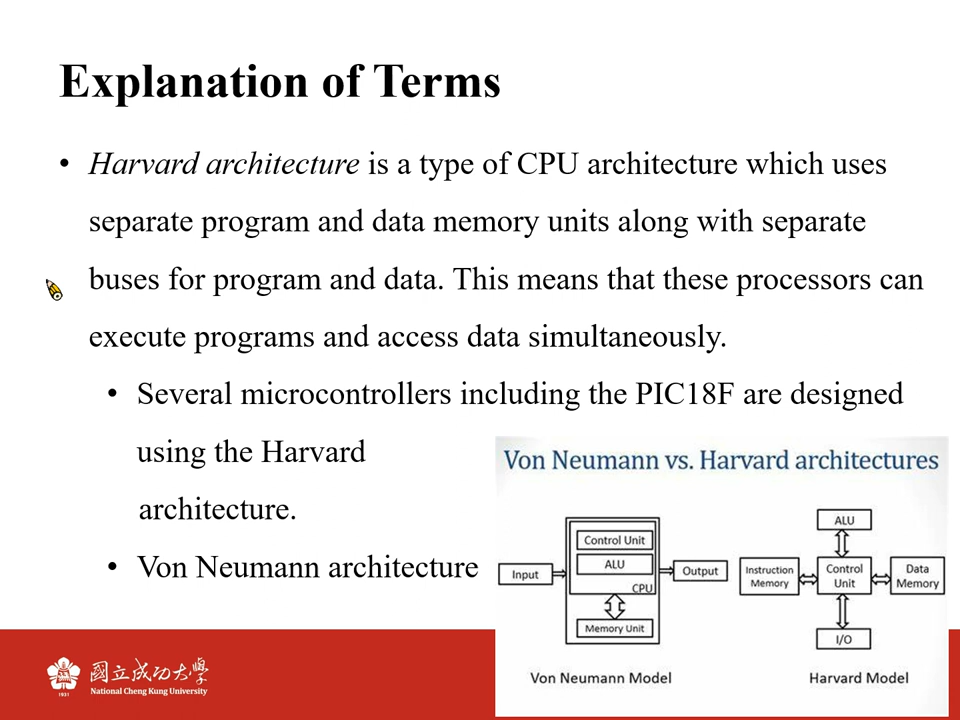 Explanation of Terms
• Harvard architecture is a type of CPU architecture which uses
separate program and data memory units along with separate
buses for program and data. This means that these processors can
execute programs and access data simultaneously.
• Several microcontrollers including the PIC18F are designed
using the Harvard
architecture.
• Von Neumann architecture
Von Neumann vs. Harvard architectures
Input
Control Unit
ALU
CPU
Memory Unit
Output
Von Neumann Model
ALU
Instruction
Memory
Control
Unit
Data
Memory
I/O
Harvard Model
1931
國立成功大學
National Cheng Kung University